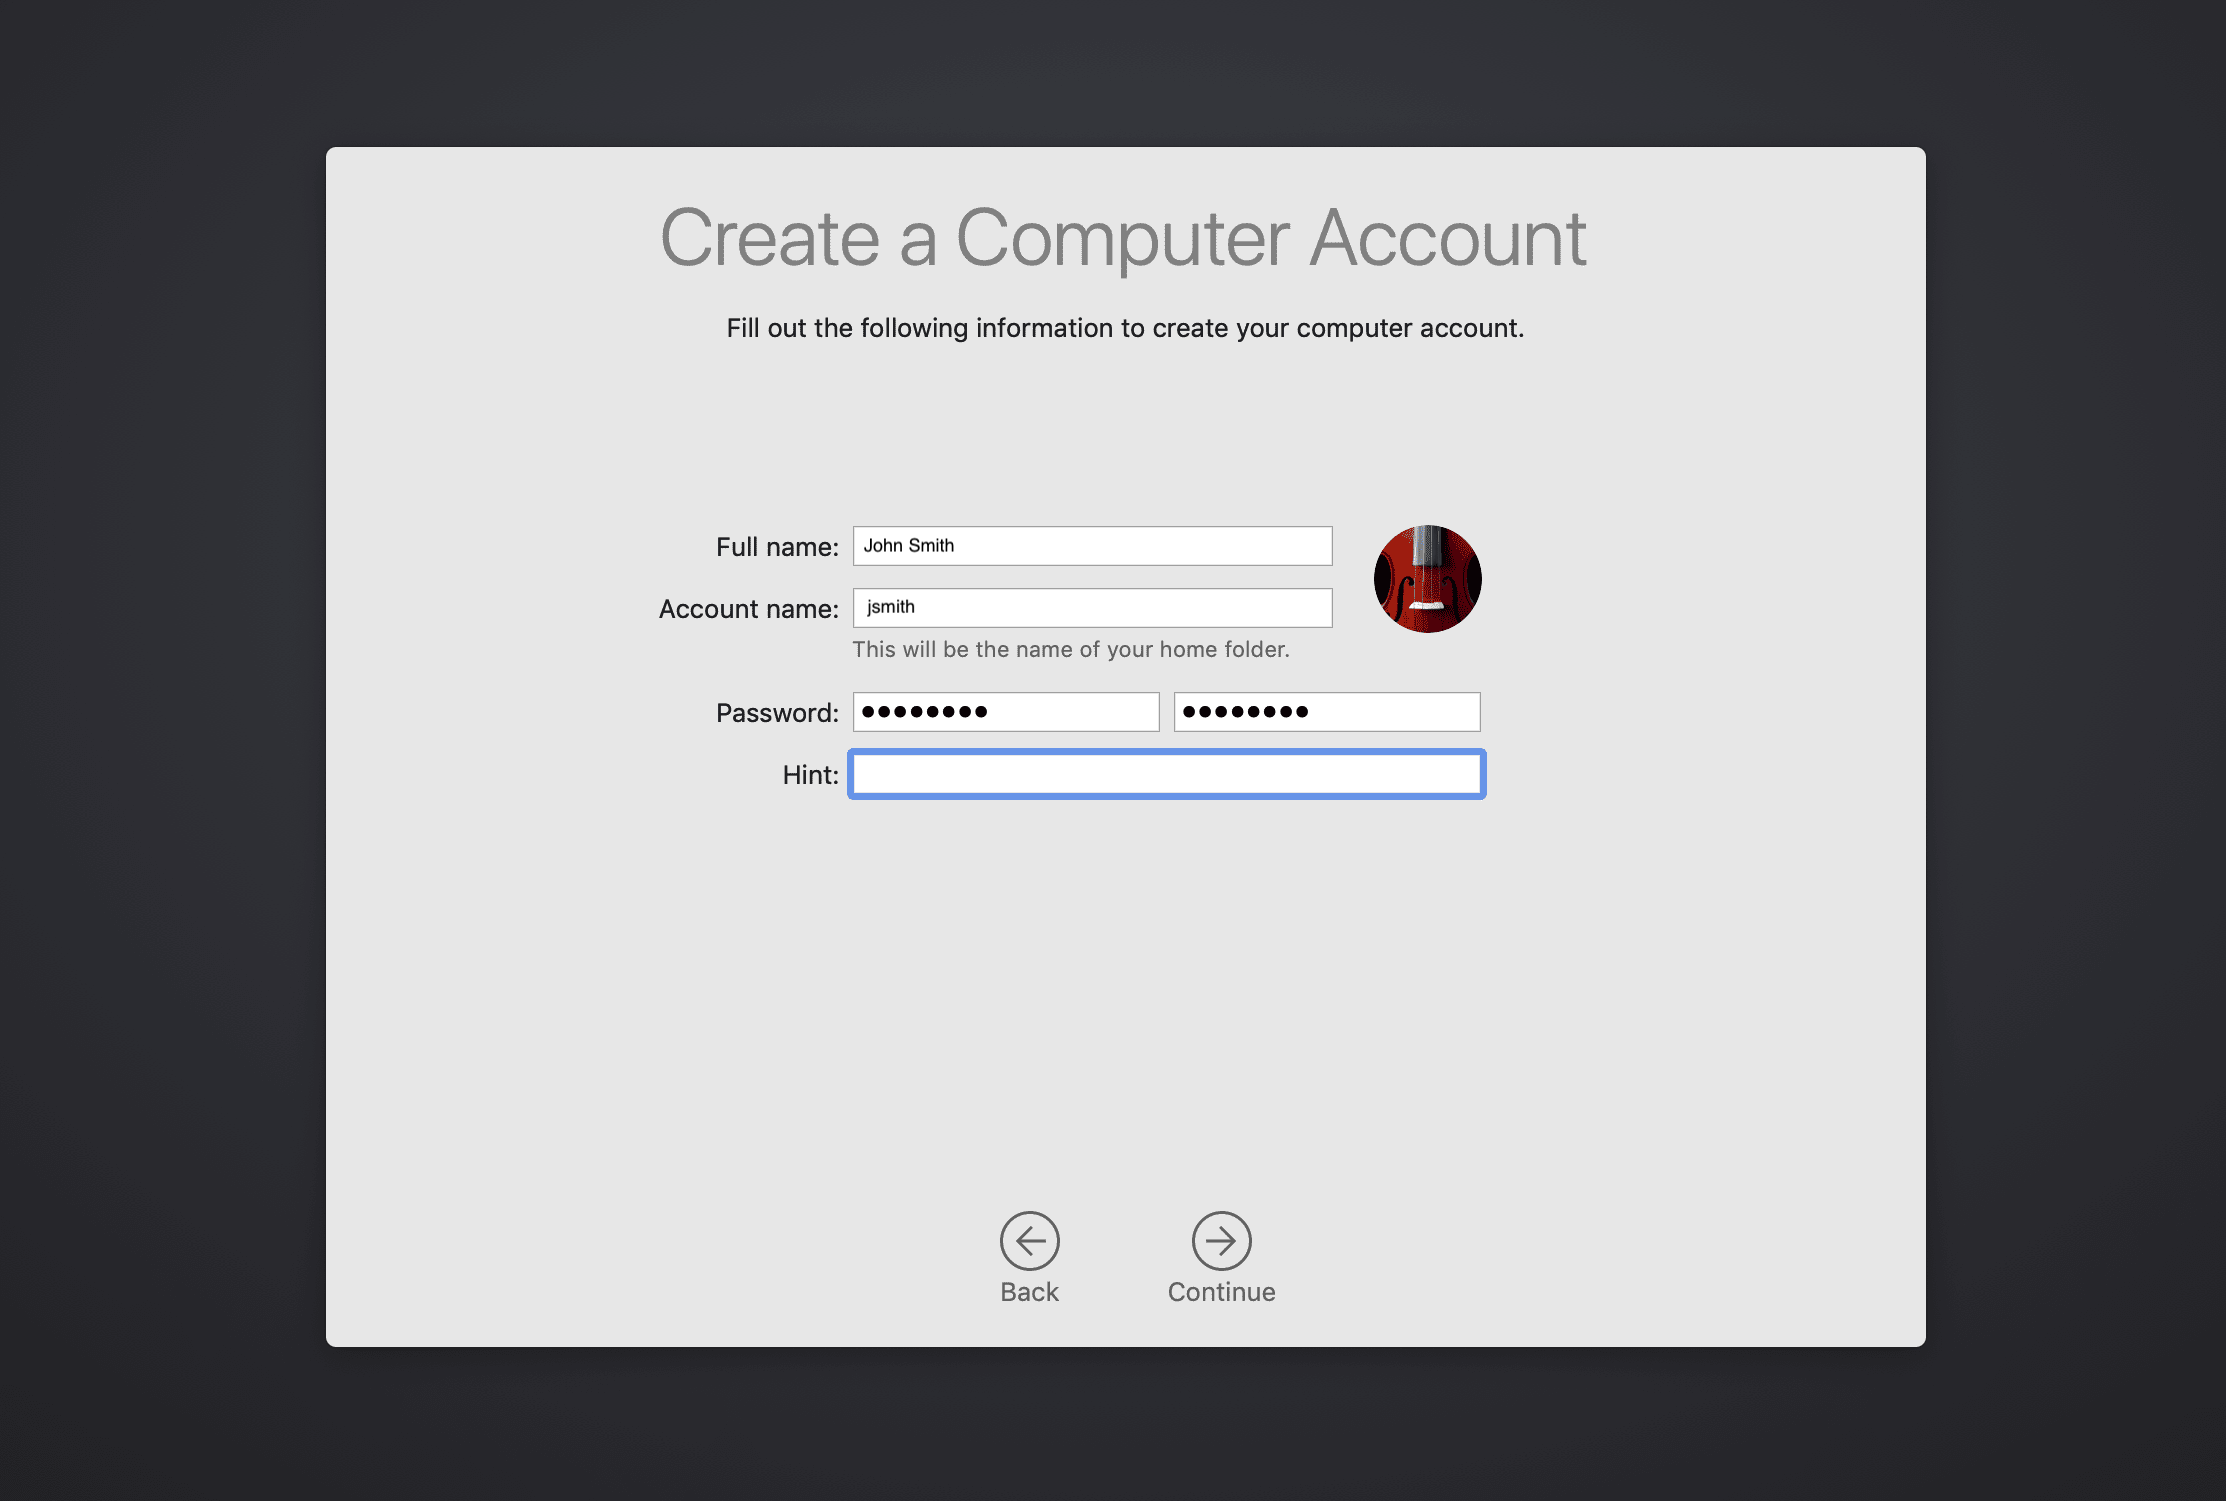 Create a Computer Account
Fill out the following information to create your computer account.
Full name: John Smith
Account name: jsmith
This will be the name of your home folder.
Password: ●●●●●●●● ●●●●●●●●
Hint:
Back Continue